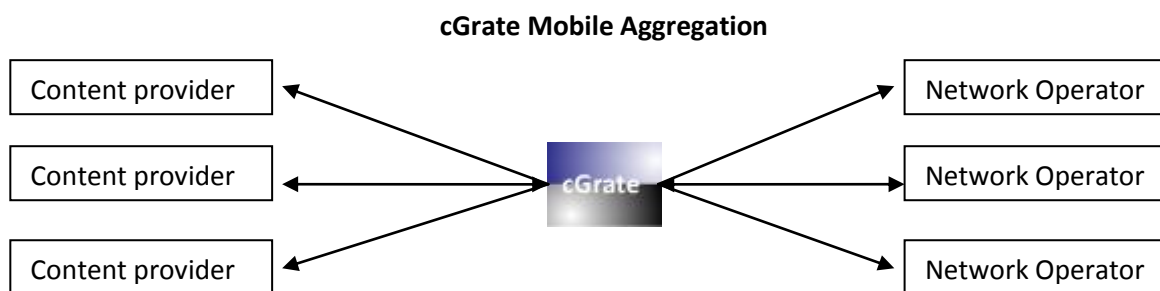 cGrate Mobile Aggregation
Content provider
Network Operator
Content provider
cGrate
Network Operator
Content provider
Network Operator